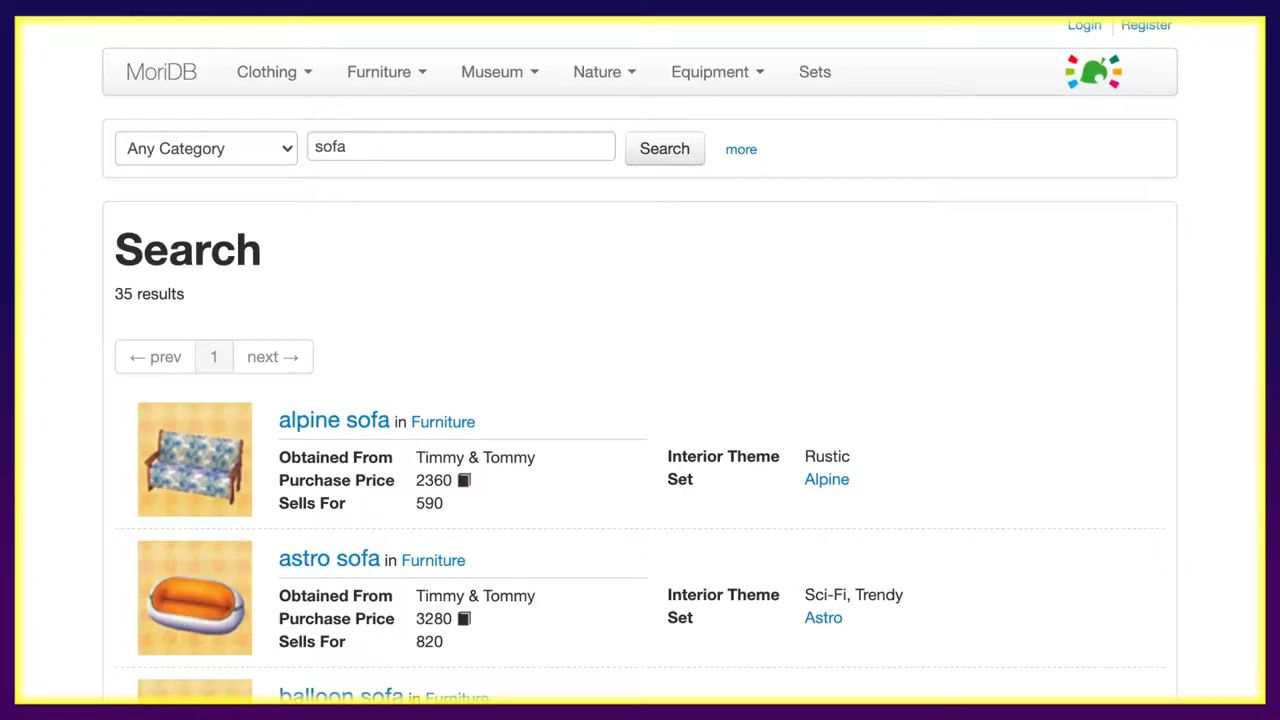 Login Register
MoriDB Clothing Furniture Museum Nature Equipment Sets
Any Category sofa Search more
Search
35 results
← prev 1 next →
alpine sofa in Furniture
Obtained From Timmy & Tommy
Purchase Price 2360
Sells For 590
Interior Theme Rustic
Set Alpine
astro sofa in Furniture
Obtained From Timmy & Tommy
Purchase Price 3280
Sells For 820
Interior Theme Sci-Fi, Trendy
Set Astro
balloon sofa in Furniture